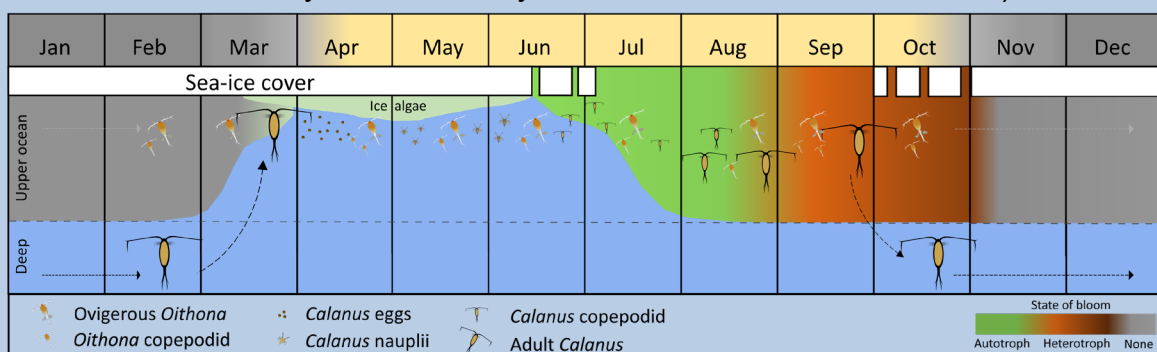 Jan Feb Mar Apr May Jun Jul Aug Sep Oct Nov Dec
Sea-ice cover
Ice algae
Upper ocean
Deep
Ovigerous Oithona
Oithona copepodid
Calanus eggs
Calanus nauplii
Calanus copepodid
Adult Calanus
State of bloom
Autotroph Heterotroph None